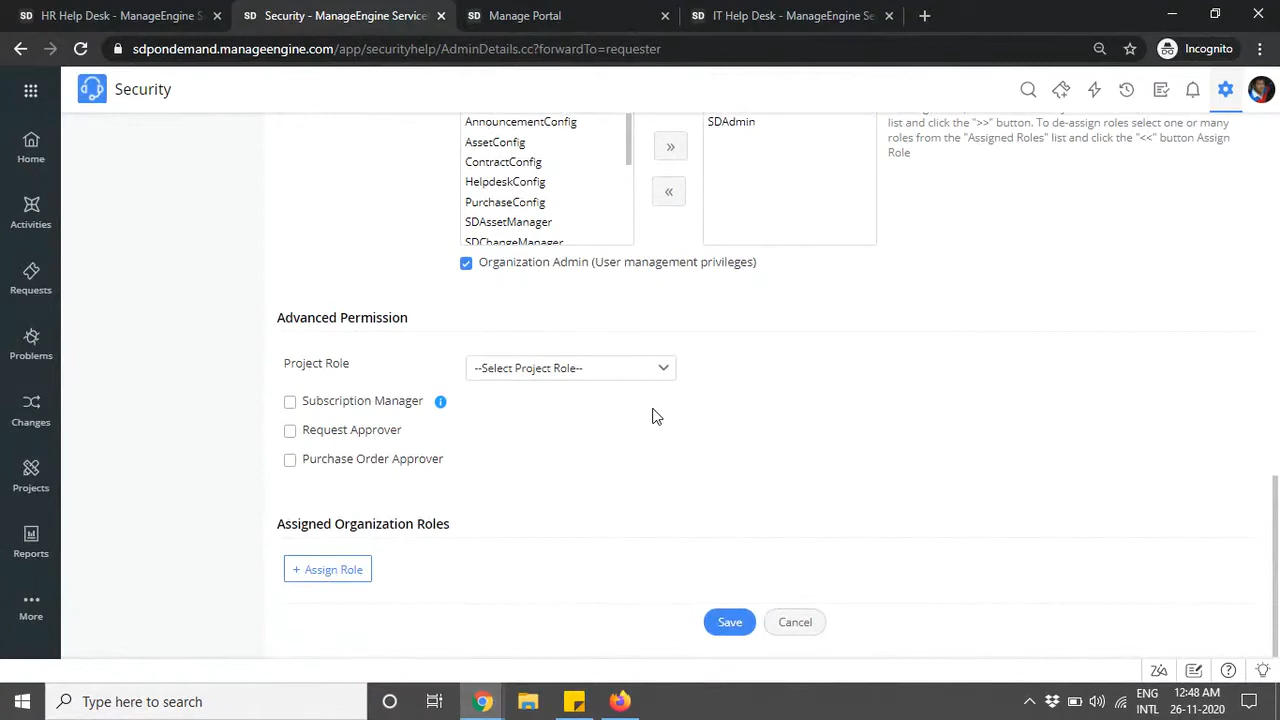 HR Help Desk - ManageEngine S
Security - ManageEngine Service
Manage Portal
IT Help Desk - ManageEngine Se
sdpondemand.manageengine.com/app/securityhelp/AdminDetails.cc?forwardTo=requester
Incognito
Security
Home
Activities
Requests
Problems
Changes
Projects
Reports
More
AnnouncementConfig
AssetConfig
ContractConfig
HelpdeskConfig
PurchaseConfig
SDAssetManager
SDChangeManager
»
«
SDAdmin
list and click the ">>" button. To de-assign roles select one or many
roles from the "Assigned Roles" list and click the "<<" button Assign
Role
Organization Admin (User management privileges)
Advanced Permission
Project Role
--Select Project Role--
Subscription Manager
Request Approver
Purchase Order Approver
Assigned Organization Roles
+ Assign Role
Save
Cancel
Type here to search
ENG
INTL
12:48 AM
26-11-2020